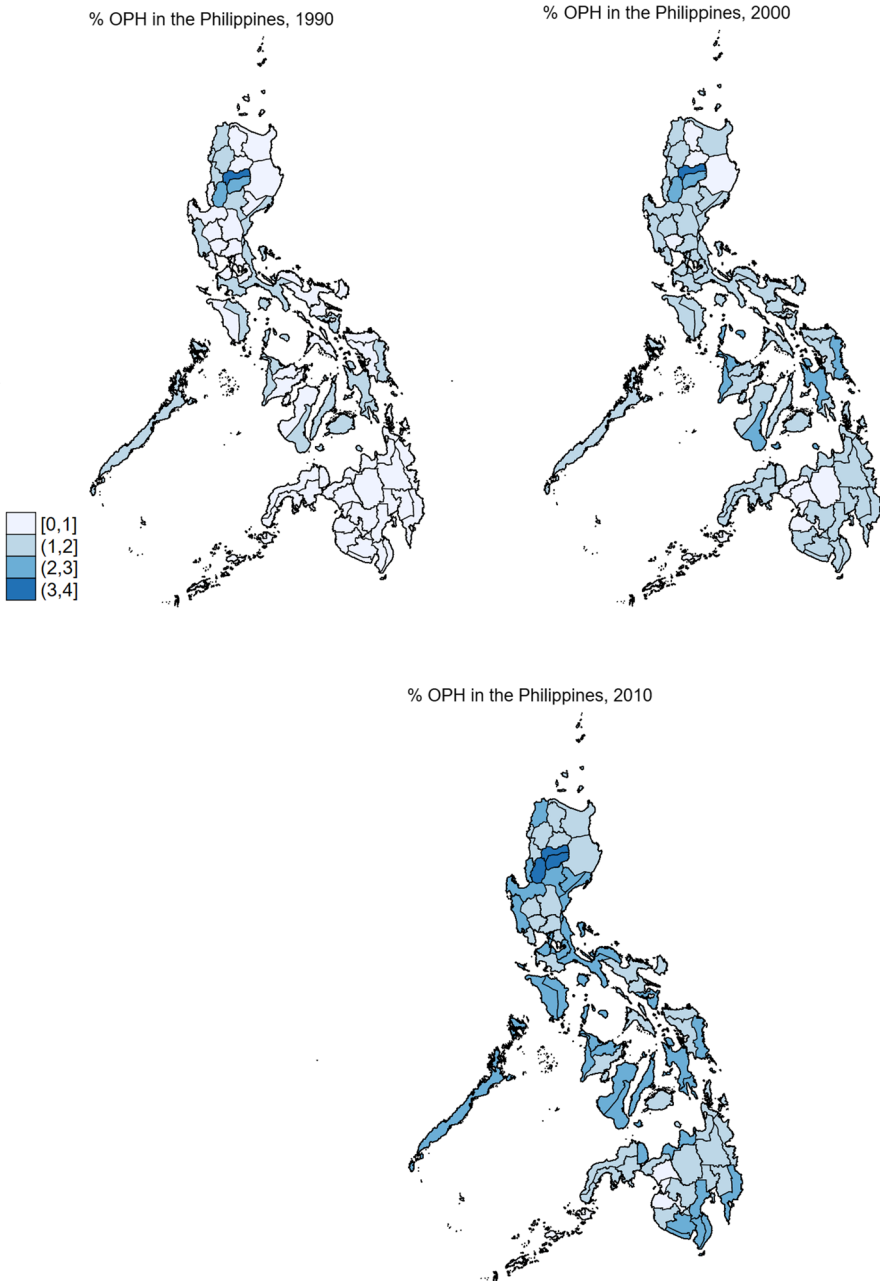 % OPH in the Philippines, 1990
% OPH in the Philippines, 2000
[0,1]
(1,2]
(2,3]
(3,4]
% OPH in the Philippines, 2010